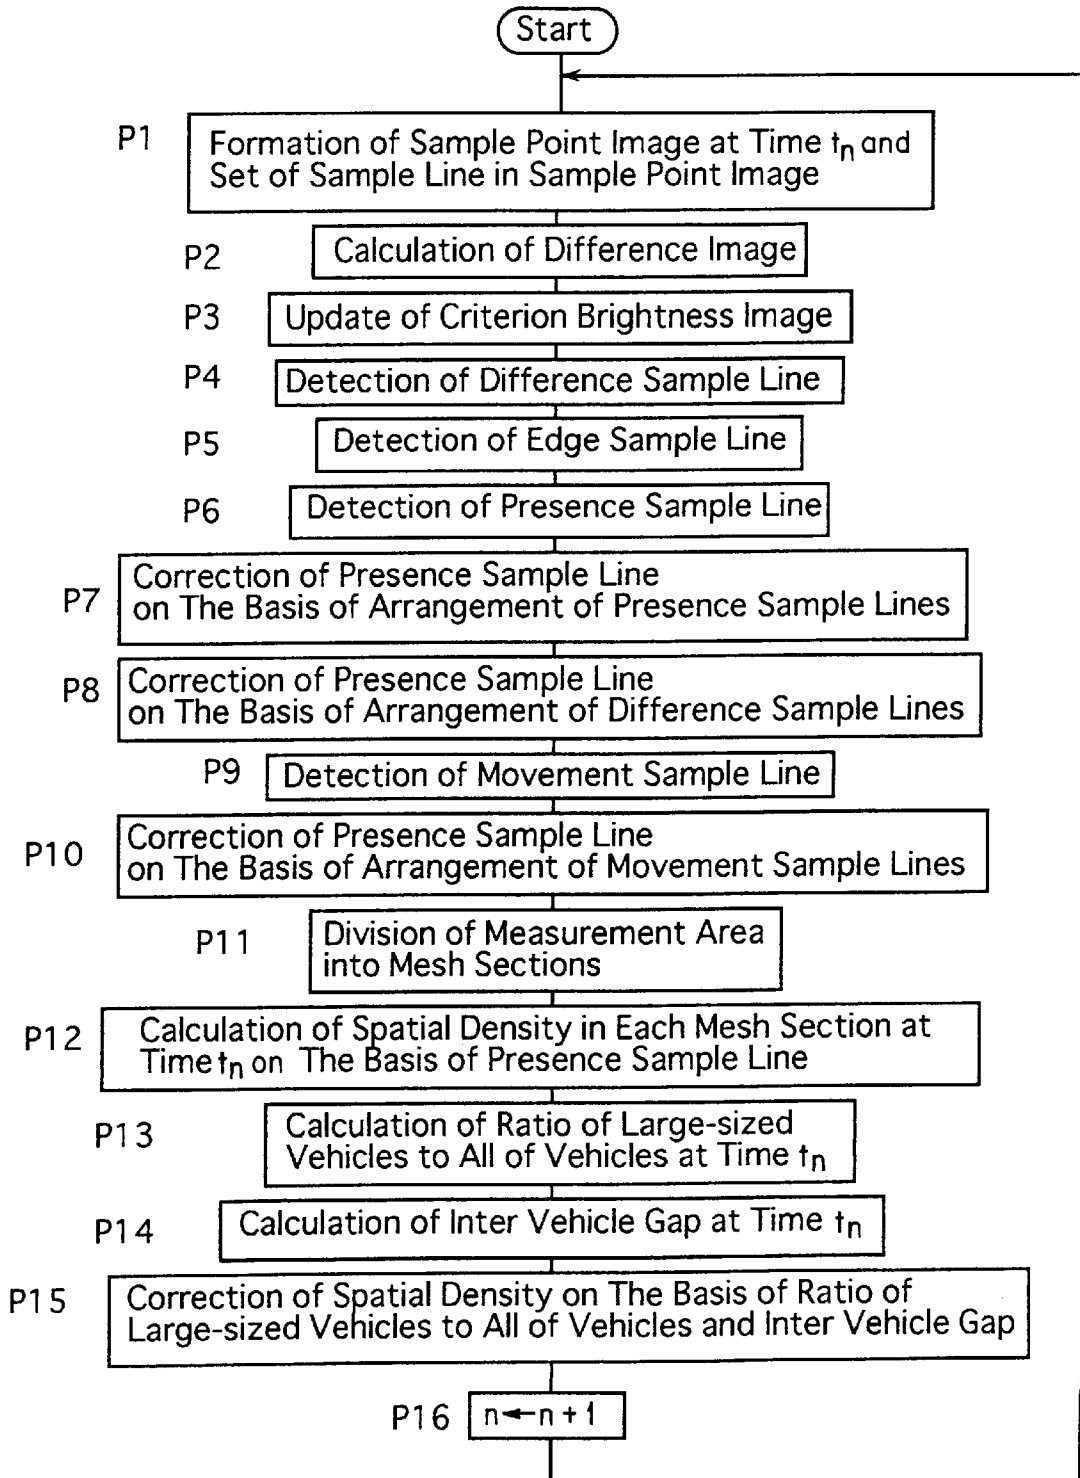 Start
P1
Formation of Sample Point Image at Time tn and
Set of Sample Line in Sample Point Image
P2
Calculation of Difference Image
P3
Update of Criterion Brightness Image
P4
Detection of Difference Sample Line
P5
Detection of Edge Sample Line
P6
Detection of Presence Sample Line
P7
Correction of Presence Sample Line
on The Basis of Arrangement of Presence Sample Lines
P8
Correction of Presence Sample Line
on The Basis of Arrangement of Difference Sample Lines
P9
Detection of Movement Sample Line
P10
Correction of Presence Sample Line
on The Basis of Arrangement of Movement Sample Lines
P11
Division of Measurement Area
into Mesh Sections
P12
Calculation of Spatial Density in Each Mesh Section at
Time tn on The Basis of Presence Sample Line
P13
Calculation of Ratio of Large-sized
Vehicles to All of Vehicles at Time tn
P14
Calculation of Inter Vehicle Gap at Time tn
P15
Correction of Spatial Density on The Basis of Ratio of
Large-sized Vehicles to All of Vehicles and Inter Vehicle Gap
P16
n←n+1